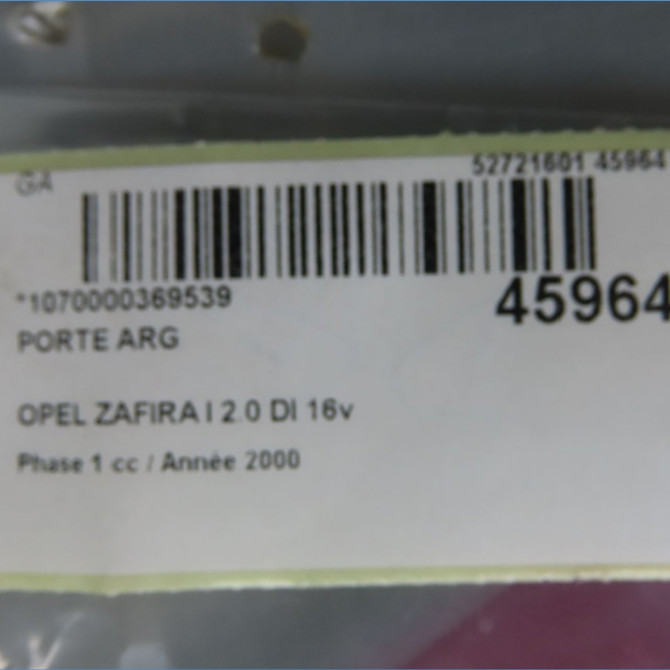 GA
52721601 45964
*1070000369539
45964
PORTE ARG
OPEL ZAFIRA I 2.0 DI 16v
Phase 1 cc / Année 2000